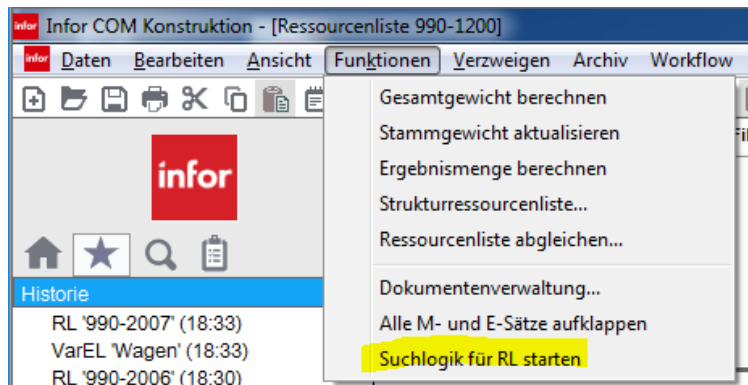 infor Infor COM Konstruktion - [Ressourcenliste 990-1200]
infor Daten Bearbeiten Ansicht Funktionen Verzweigen Archiv Workflow
Gesamtgewicht berechnen
Stammgewicht aktualisieren
infor
Ergebnismenge berechnen
Strukturressourcenliste...
Ressourcenliste abgleichen...
Historie
Dokumentenverwaltung...
RL '990-2007' (18:33)
Alle M- und E-Sätze aufklappen
VarEL 'Wagen' (18:33)
Suchlogik für RL starten
RL '990-2006' (18:30)